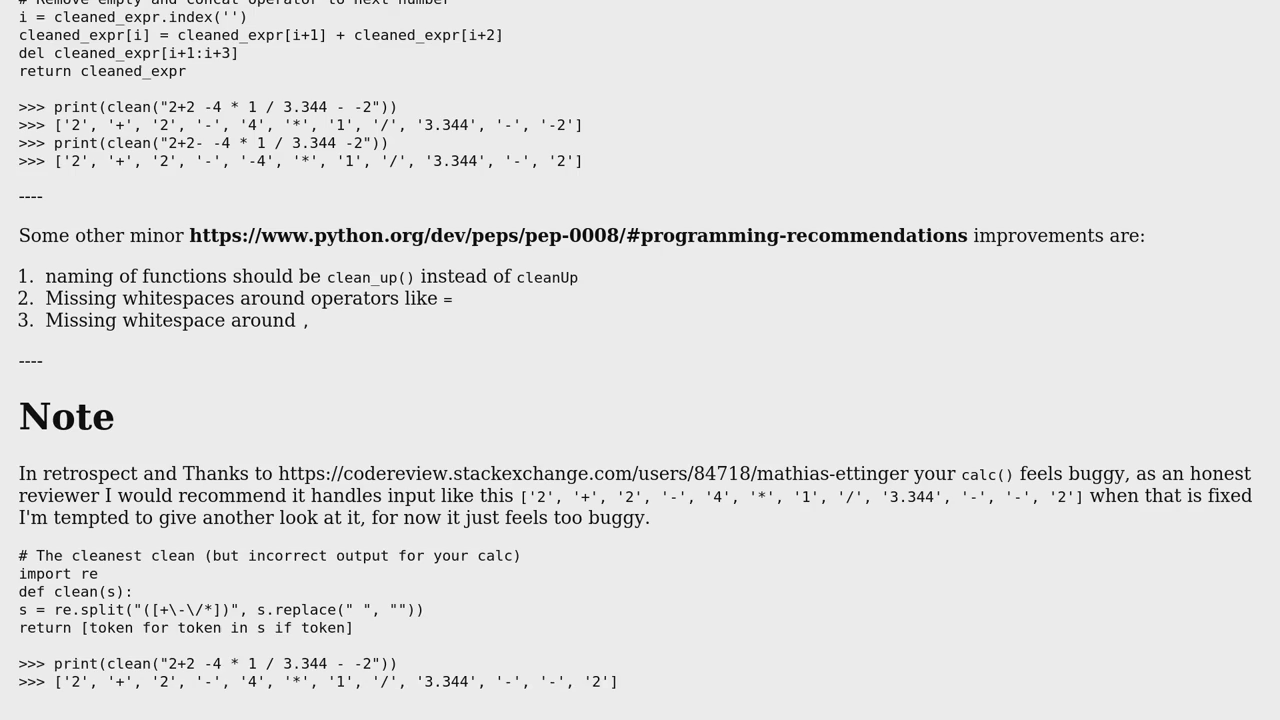 # Remove empty and concat operator to next number
i = cleaned_expr.index('')
cleaned_expr[i] = cleaned_expr[i+1] + cleaned_expr[i+2]
del cleaned_expr[i+1:i+3]
return cleaned_expr
>>> print(clean("2+2 -4 * 1 / 3.344 - -2"))
>>> ['2', '+', '2', '-', '4', '*', '1', '/', '3.344', '-', '-2']
>>> print(clean("2+2- -4 * 1 / 3.344 -2"))
>>> ['2', '+', '2', '-', '-4', '*', '1', '/', '3.344', '-', '2']
----
Some other minor https://www.python.org/dev/peps/pep-0008/#programming-recommendations improvements are:
1. naming of functions should be clean_up() instead of cleanUp
2. Missing whitespaces around operators like =
3. Missing whitespace around ,
----
Note
In retrospect and Thanks to https://codereview.stackexchange.com/users/84718/mathias-ettinger your calc() feels buggy, as an honest
reviewer I would recommend it handles input like this ['2', '+', '2', '-', '4', '*', '1', '/', '3.344', '-', '-', '2'] when that is fixed
I'm tempted to give another look at it, for now it just feels too buggy.
# The cleanest clean (but incorrect output for your calc)
import re
def clean(s):
s = re.split("([+\-\/*])", s.replace(" ", ""))
return [token for token in s if token]
>>> print(clean("2+2 -4 * 1 / 3.344 - -2"))
>>> ['2', '+', '2', '-', '4', '*', '1', '/', '3.344', '-', '-', '2']